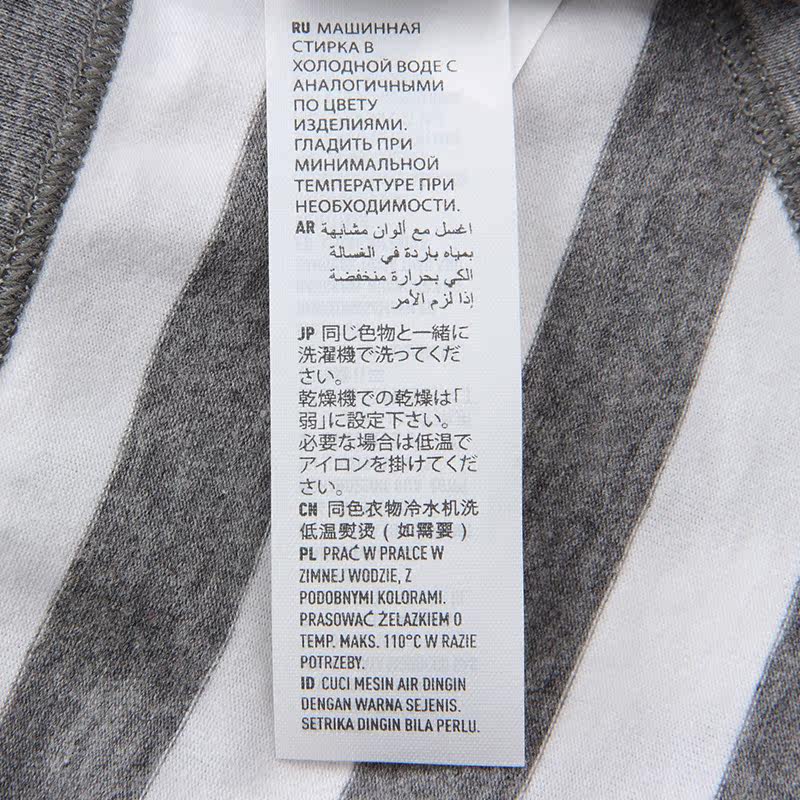 RU МАШИННАЯ
СТИРКА В
ХОЛОДНОЙ ВОДЕ С
АНАЛОГИЧНЫМИ
ПО ЦВЕТУ
ИЗДЕЛИЯМИ.
ГЛАДИТЬ ПРИ
МИНИМАЛЬНОЙ
ТЕМПЕРАТУРЕ ПРИ
НЕОБХОДИМОСТИ.
AR اغسل مع ألوان مشابهة
بمياه باردة في الغسالة
الكي بحرارة منخفضة
إذا لزم الأمر
JP 同じ色物と一緒に
洗濯機で洗ってくだ
さい。
乾燥機での乾燥は「
弱」に設定下さい。
必要な場合は低温で
アイロンを掛けてくだ
さい。
CN 同色衣物冷水机洗
低温熨烫（如需要）
PL PRAĆ W PRALCE W
ZIMNEJ WODZIE, Z
PODOBNYMI KOLORAMI.
PRASOWAĆ ŻELAZKIEM O
TEMP. MAKS. 110°C W RAZIE
POTRZEBY.
ID CUCI MESIN AIR DINGIN
DENGAN WARNA SEJENIS.
SETRIKA DINGIN BILA PERLU.